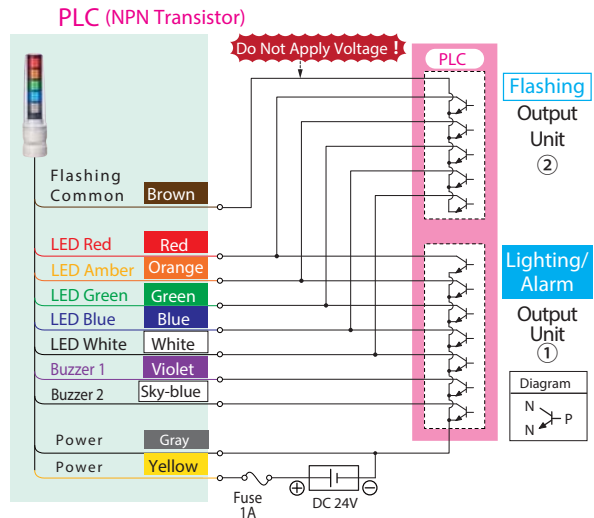 PLC (NPN Transistor)
Do Not Apply Voltage !
PLC
Flashing
Output
Unit
②
Flashing
Common Brown
LED Red Red
LED Amber Orange
LED Green Green
LED Blue Blue
LED White White
Buzzer 1 Violet
Buzzer 2 Sky-blue
Power Gray
Power Yellow
Lighting/
Alarm
Output
Unit
①
Diagram
N
P
N
Fuse
1A
⊕ DC 24V ⊖